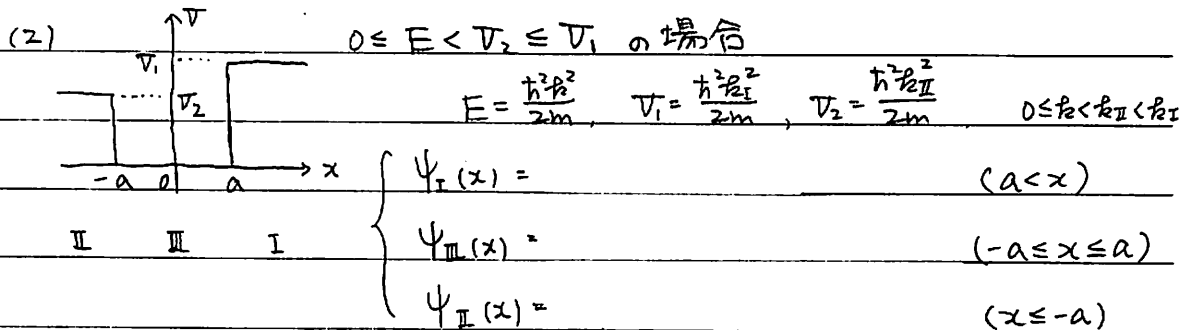 (2) V 0 ≤ E < V₂ ≤ V₁ の場合
V₁
V₂ E = ħ²k²/2m, V₁ = ħ²k_I²/2m, V₂ = ħ²k_II²/2m 0 ≤ k < k_II < k_I
-a 0 a x
ψ_I(x) = (a<x)
II III I ψ_III(x) = (-a≤x≤a)
ψ_II(x) = (x≤-a)